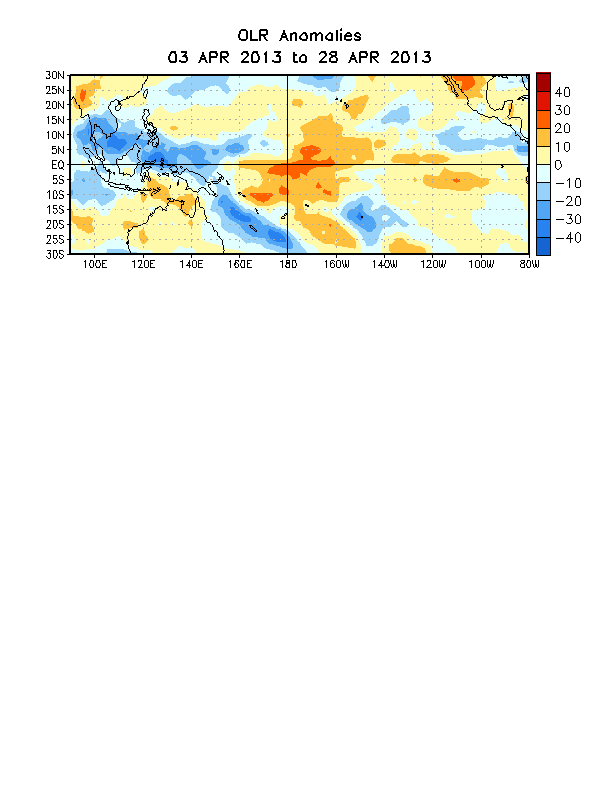 OLR Anomalies
03 APR 2013 to 28 APR 2013
30N
25N
20N
15N
10N
5N
EQ
5S
10S
15S
20S
25S
30S
100E 120E 140E 160E 180 160W 140W 120W 100W 80W
40
30
20
10
0
−10
−20
−30
−40